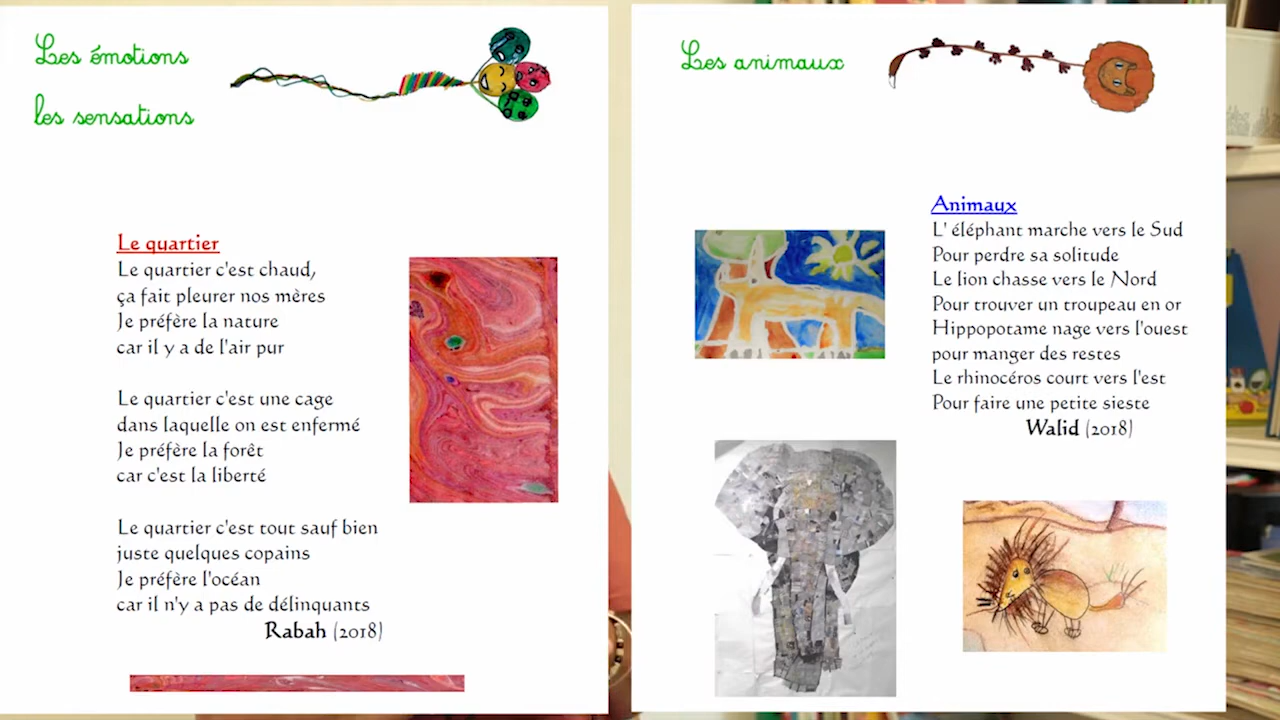 Les émotions
les sensations
Le quartier
Le quartier c'est chaud,
ça fait pleurer nos mères
Je préfère la nature
car il y a de l'air pur
Le quartier c'est une cage
dans laquelle on est enfermé
Je préfère la forêt
car c'est la liberté
Le quartier c'est tout sauf bien
juste quelques copains
Je préfère l'océan
car il n'y a pas de délinquants
Rabah (2018)
Les animaux
Animaux
L' éléphant marche vers le Sud
Pour perdre sa solitude
Le lion chasse vers le Nord
Pour trouver un troupeau en or
Hippopotame nage vers l'ouest
pour manger des restes
Le rhinocéros court vers l'est
Pour faire une petite sieste
Walid (2018)